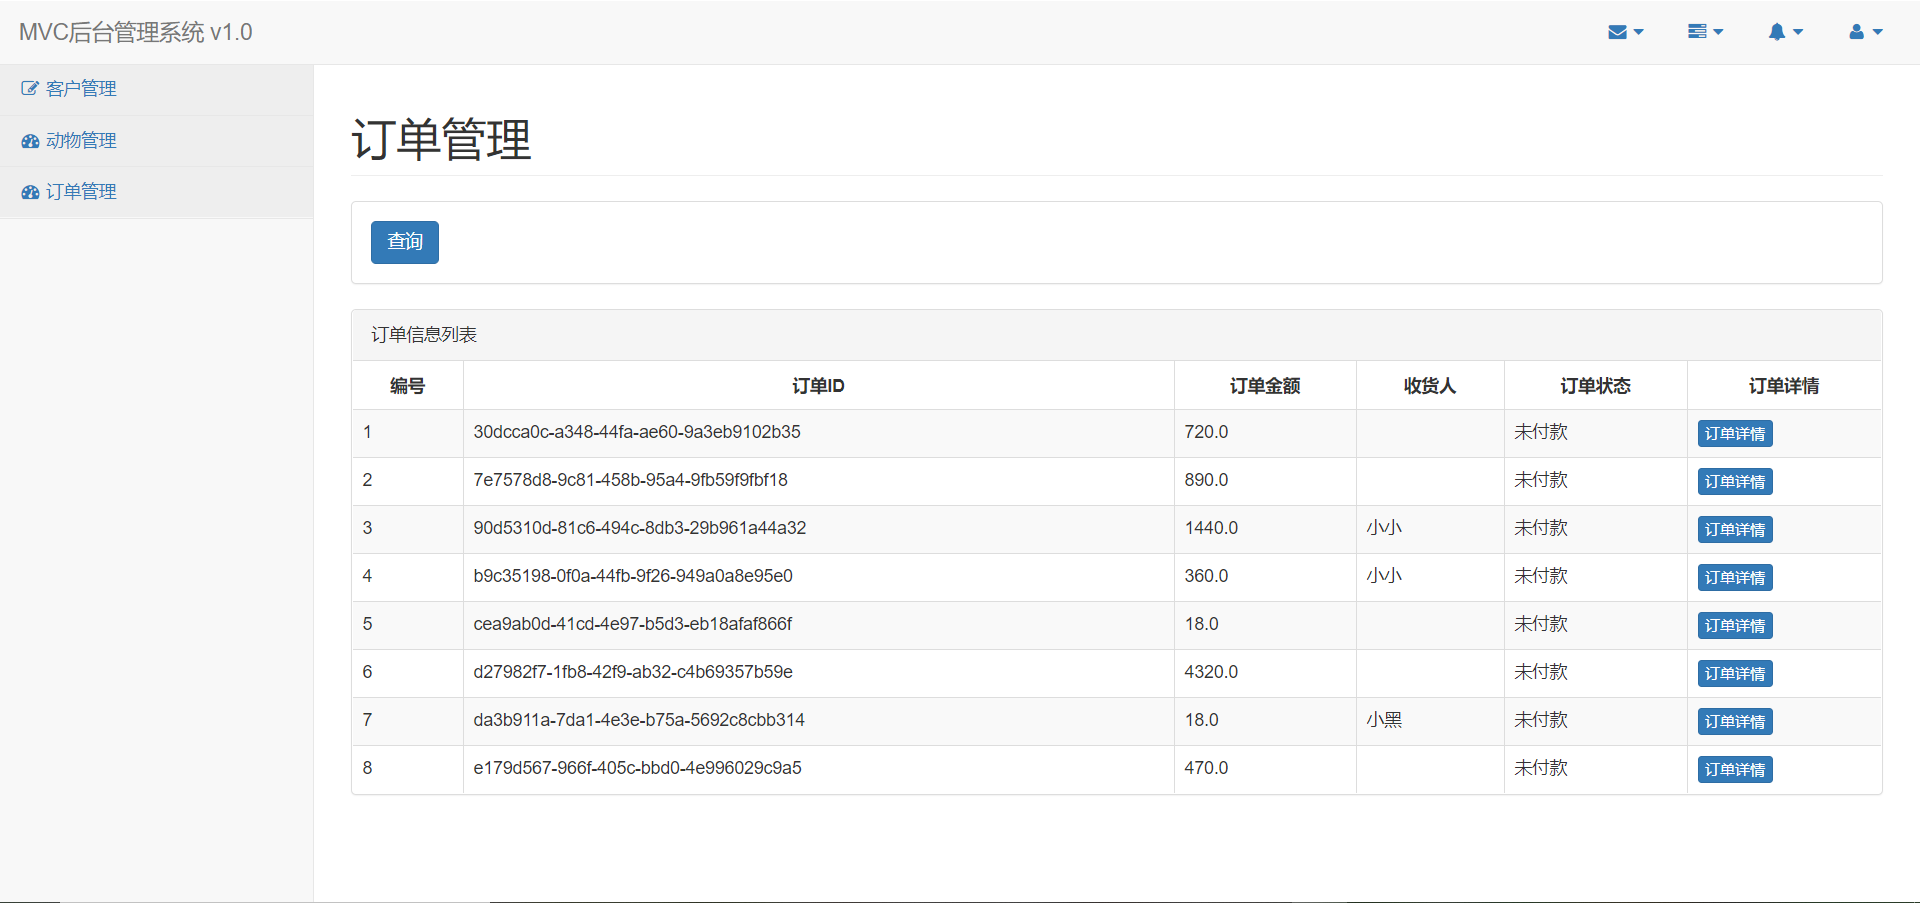 MVC后台管理系统 v1.0
客户管理
动物管理
订单管理
订单管理
查询
订单信息列表
编号 订单ID 订单金额 收货人 订单状态 订单详情
1 30dcca0c-a348-44fa-ae60-9a3eb9102b35 720.0 未付款 订单详情
2 7e7578d8-9c81-458b-95a4-9fb59f9fbf18 890.0 未付款 订单详情
3 90d5310d-81c6-494c-8db3-29b961a44a32 1440.0 小小 未付款 订单详情
4 b9c35198-0f0a-44fb-9f26-949a0a8e95e0 360.0 小小 未付款 订单详情
5 cea9ab0d-41cd-4e97-b5d3-eb18afaf866f 18.0 未付款 订单详情
6 d27982f7-1fb8-42f9-ab32-c4b69357b59e 4320.0 未付款 订单详情
7 da3b911a-7da1-4e3e-b75a-5692c8cbb314 18.0 小黑 未付款 订单详情
8 e179d567-966f-405c-bbd0-4e996029c9a5 470.0 未付款 订单详情